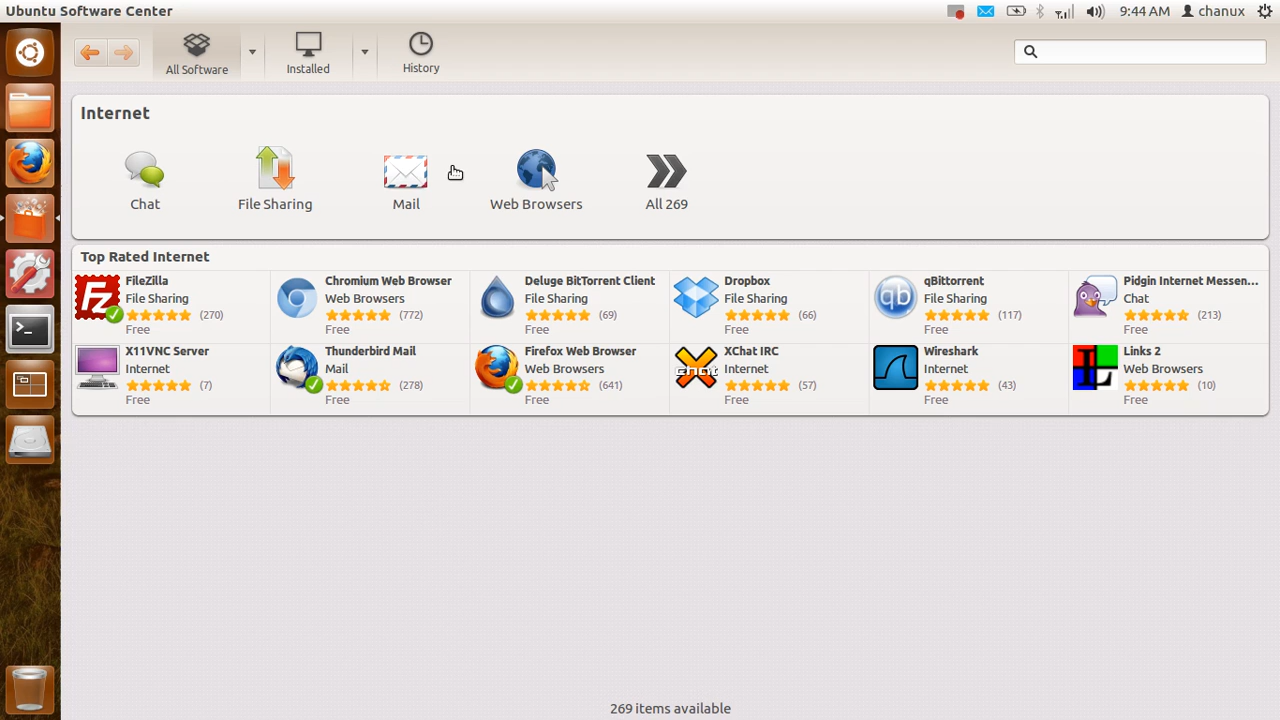 Ubuntu Software Center
9:44 AM chanux
All Software Installed History
Internet
Chat File Sharing Mail Web Browsers All 269
Top Rated Internet
FileZilla
File Sharing
(270)
Free
Chromium Web Browser
Web Browsers
(772)
Free
Deluge BitTorrent Client
File Sharing
(69)
Free
Dropbox
File Sharing
(66)
Free
qBittorrent
File Sharing
(117)
Free
Pidgin Internet Messen...
Chat
(213)
Free
X11VNC Server
Internet
(7)
Free
Thunderbird Mail
Mail
(278)
Free
Firefox Web Browser
Web Browsers
(641)
Free
XChat IRC
Internet
(57)
Free
Wireshark
Internet
(43)
Free
Links 2
Web Browsers
(10)
Free
Fz
qb
chat
L
269 items available